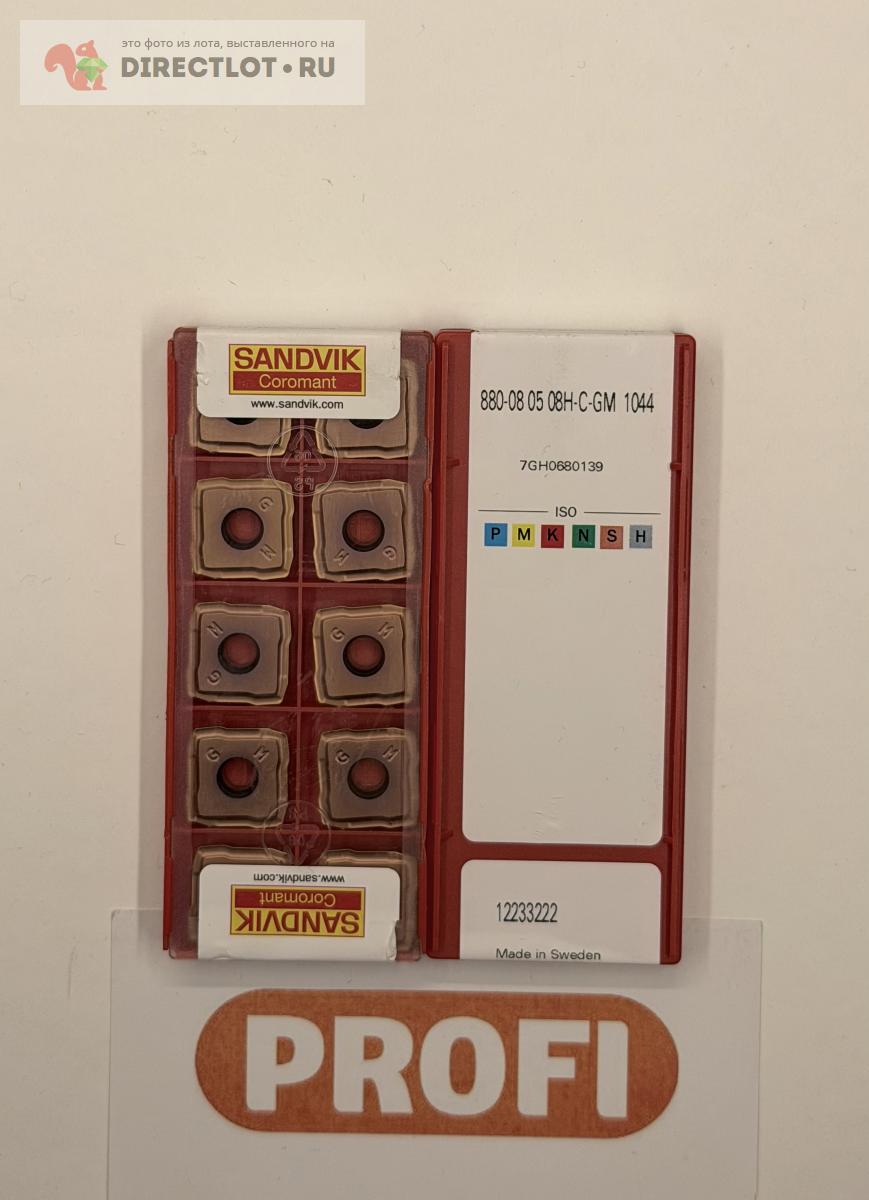 это фото из лота, выставленного на
DIRECTLOT•RU
SANDVIK
Coromant
www.sandvik.com
G M
G M
M G
G M
G M
G M
www.sandvik.com
SANDVIK
Coromant
880-08 05 08H-C-GM 1044
7GH0680139
ISO
P M K N S H
12233222
Made in Sweden
PROFI